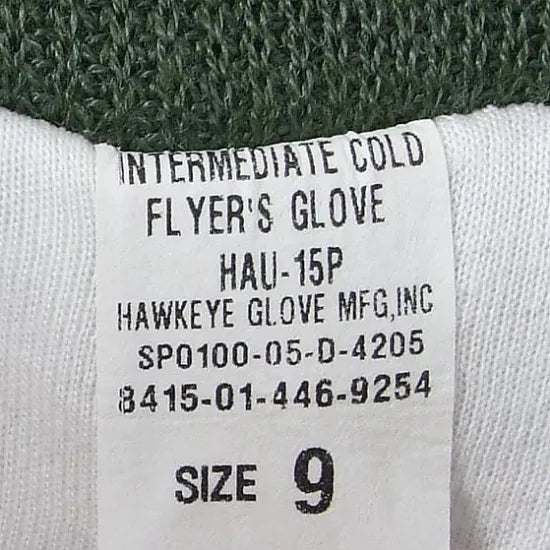 INTERMEDIATE COLD
FLYER'S GLOVE
HAU-15P
HAWKEYE GLOVE MFG,INC
SP0100-05-D-4205
8415-01-446-9254
SIZE 9